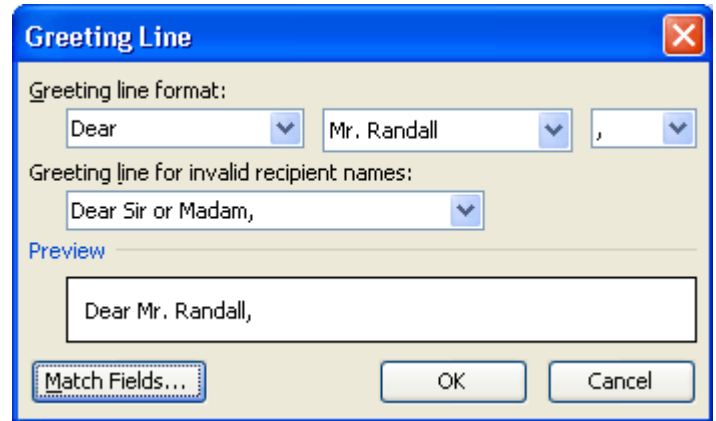 Greeting Line
Greeting line format:
Dear Mr. Randall ,
Greeting line for invalid recipient names:
Dear Sir or Madam,
Preview
Dear Mr. Randall,
Match Fields... OK Cancel